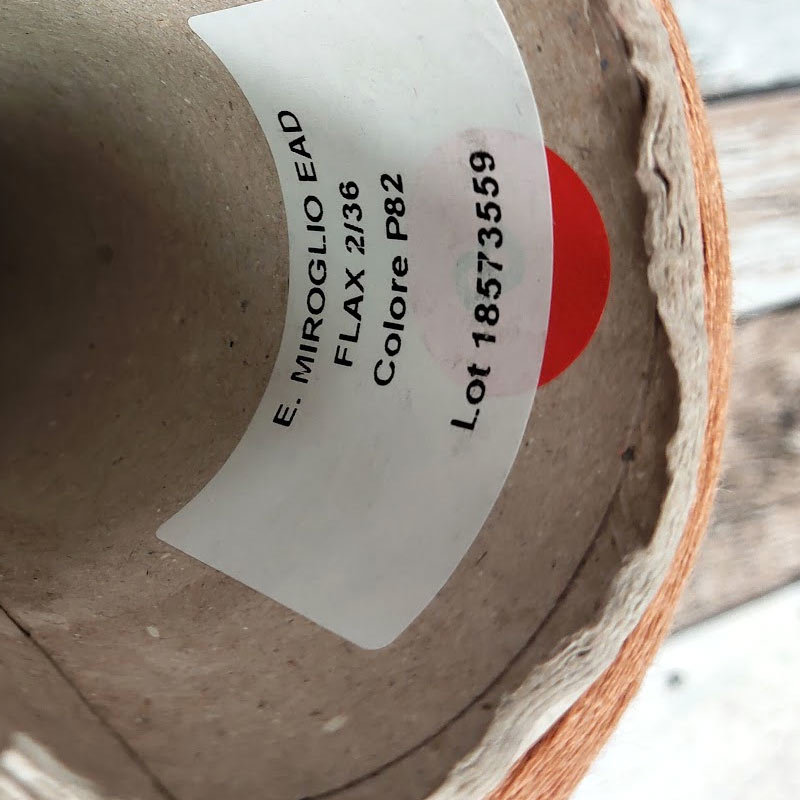 E. MIROGLIO EAD
FLAX 2/36
Colore P82
Lot 18573559